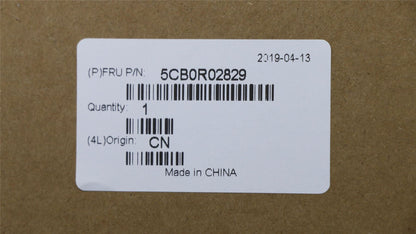 2019-04-13
(P)FRU P/N: 5CB0R02829
Quantity: 1
(4L)Origin: CN
Made in CHINA